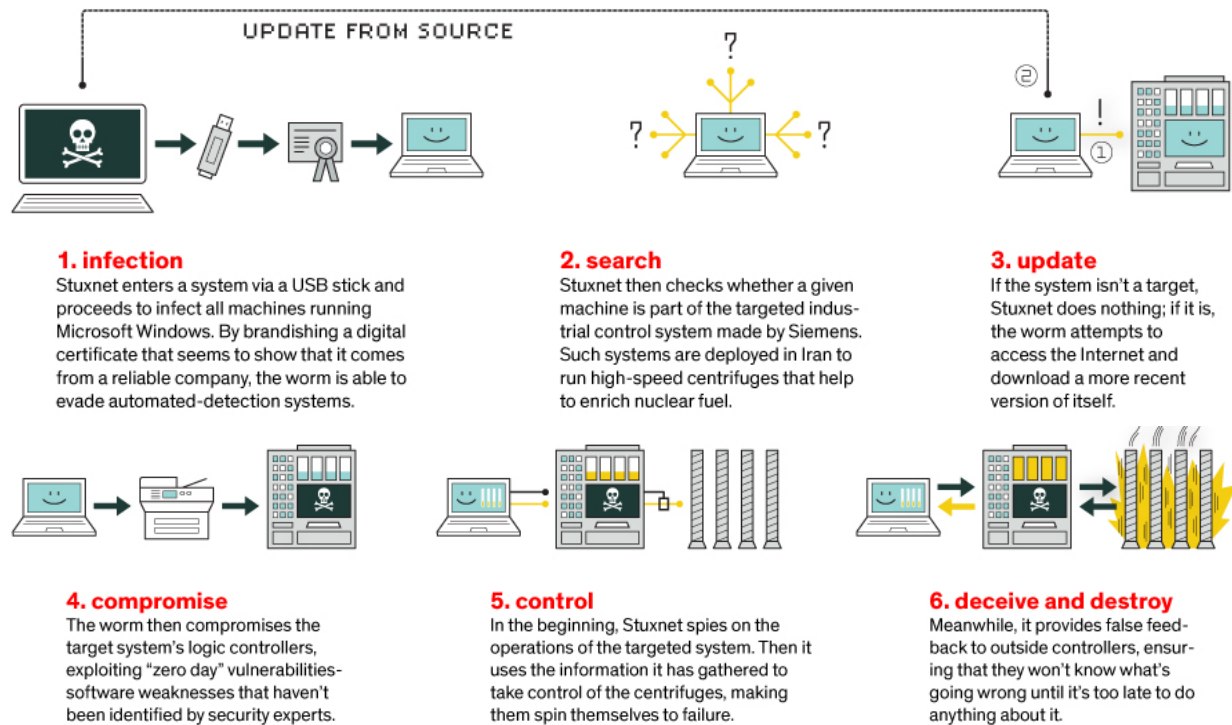 UPDATE FROM SOURCE
?
?
?
②
!
①
1. infection
Stuxnet enters a system via a USB stick and
proceeds to infect all machines running
Microsoft Windows. By brandishing a digital
certificate that seems to show that it comes
from a reliable company, the worm is able to
evade automated-detection systems.
2. search
Stuxnet then checks whether a given
machine is part of the targeted indus-
trial control system made by Siemens.
Such systems are deployed in Iran to
run high-speed centrifuges that help
to enrich nuclear fuel.
3. update
If the system isn't a target,
Stuxnet does nothing; if it is,
the worm attempts to
access the Internet and
download a more recent
version of itself.
4. compromise
The worm then compromises the
target system's logic controllers,
exploiting “zero day” vulnerabilities-
software weaknesses that haven't
been identified by security experts.
5. control
In the beginning, Stuxnet spies on the
operations of the targeted system. Then it
uses the information it has gathered to
take control of the centrifuges, making
them spin themselves to failure.
6. deceive and destroy
Meanwhile, it provides false feed-
back to outside controllers, ensur-
ing that they won't know what's
going wrong until it's too late to do
anything about it.